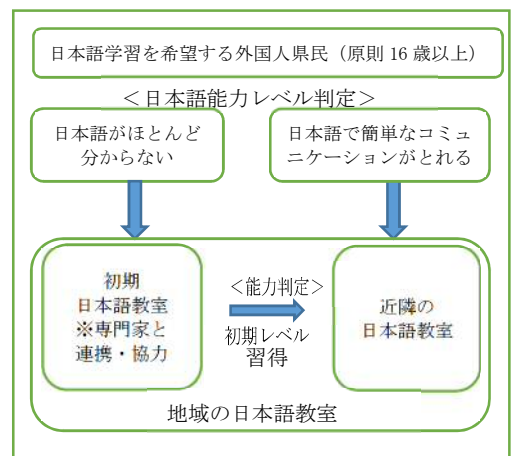 日本語学習を希望する外国人県民（原則 16 歳以上）
＜日本語能力レベル判定＞
日本語がほとんど
分からない
日本語で簡単なコミュ
ニケーションがとれる
初期
日本語教室
※専門家と
連携・協力
＜能力判定＞
初期レベル
習得
近隣の
日本語教室
地域の日本語教室